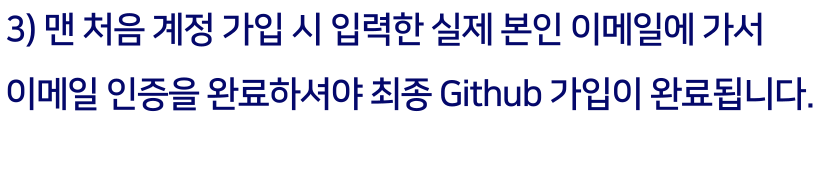 3) 맨 처음 계정 가입 시 입력한 실제 본인 이메일에 가서
이메일 인증을 완료하셔야 최종 Github 가입이 완료됩니다.